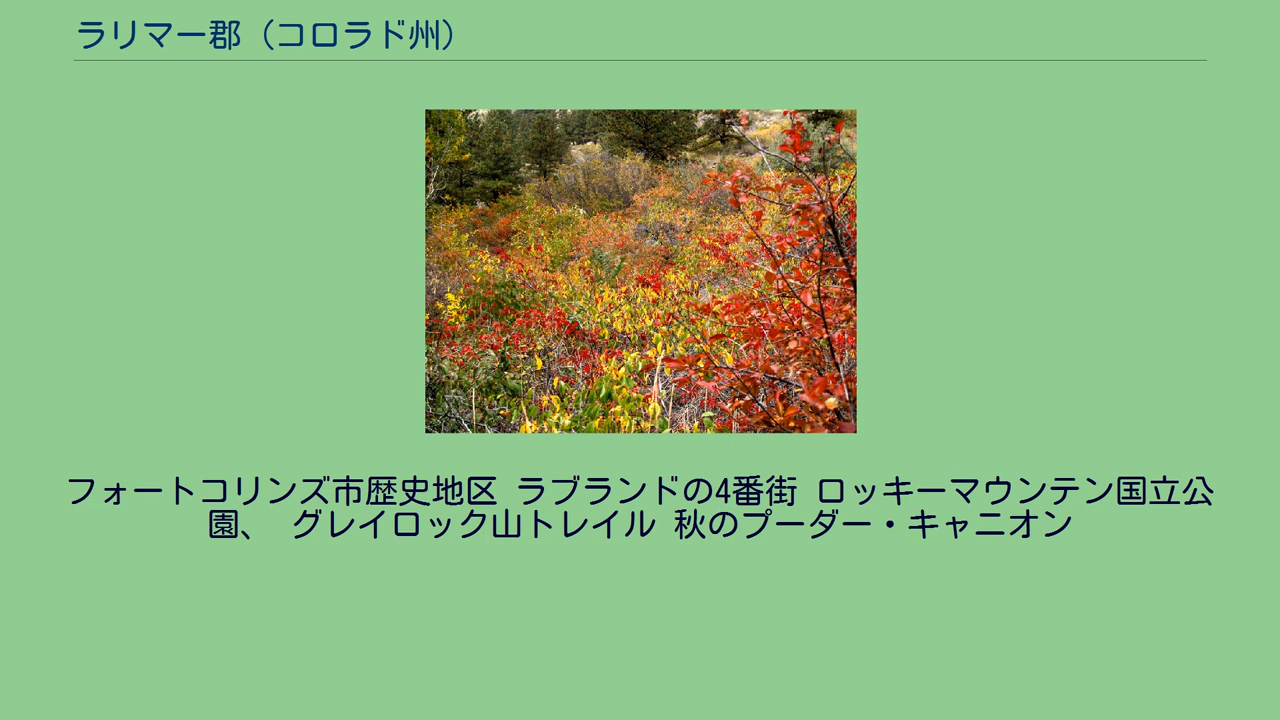 ラリマー郡（コロラド州）
フォートコリンズ市歴史地区 ラブランドの4番街 ロッキーマウンテン国立公
園、 グレイロック山トレイル 秋のプーダー・キャニオン